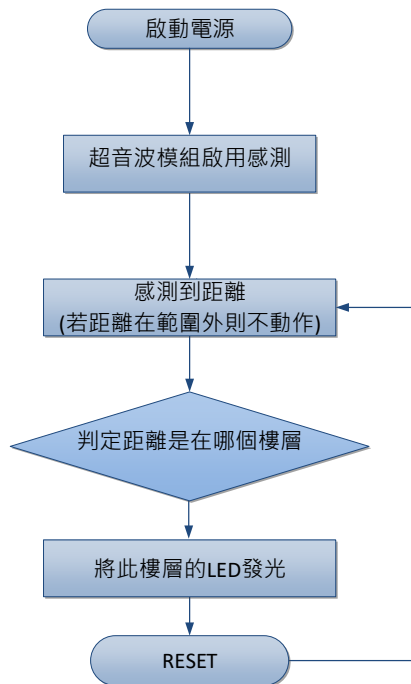 啟動電源
超音波模組啟用感測
感測到距離
(若距離在範圍外則不動作)
判定距離是在哪個樓層
將此樓層的LED發光
RESET